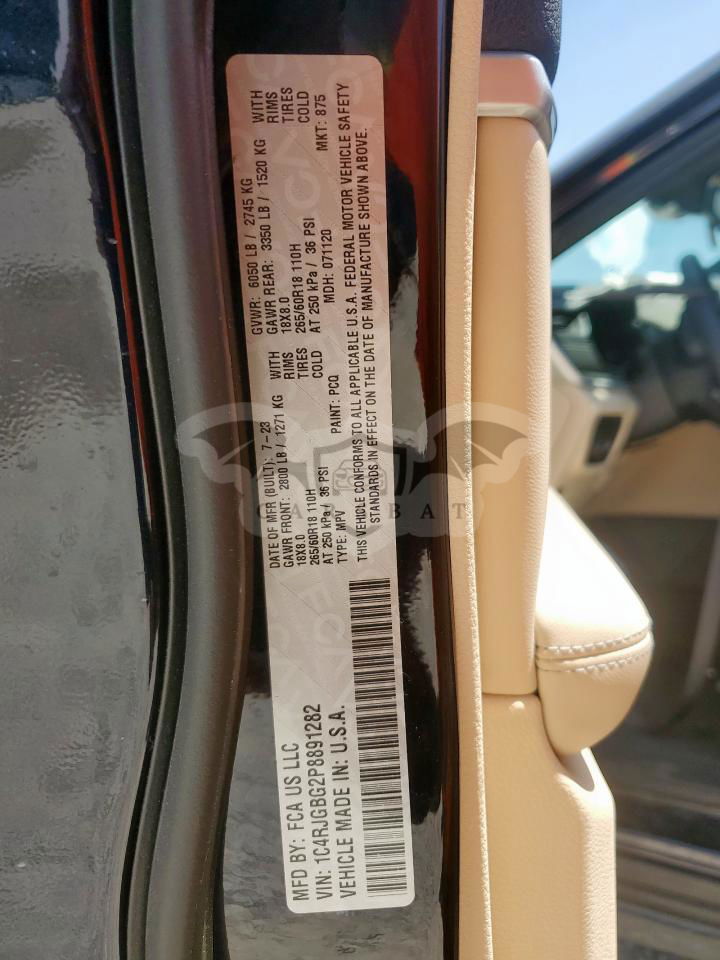 MFD BY: FCA US LLC
DATE OF MFR (BUILT): 7-23
GVWR: 6050 LB / 2745 KG
GAWR FRONT: 2800 LB / 1271 KG WITH
GAWR REAR: 3350 LB / 1520 KG WITH
18X8.0 RIMS
18X8.0 RIMS
265/60R18 110H TIRES
265/60R18 110H TIRES
AT 250 kPa / 36 PSI COLD
AT 250 kPa / 36 PSI COLD
VIN: 1C4RJGBG2P8891282
TYPE: MPV PAINT: PCQ MDH: 071120 MKT: 875
VEHICLE MADE IN: U.S.A.
THIS VEHICLE CONFORMS TO ALL APPLICABLE U.S.A. FEDERAL MOTOR VEHICLE SAFETY
STANDARDS IN EFFECT ON THE DATE OF MANUFACTURE SHOWN ABOVE.